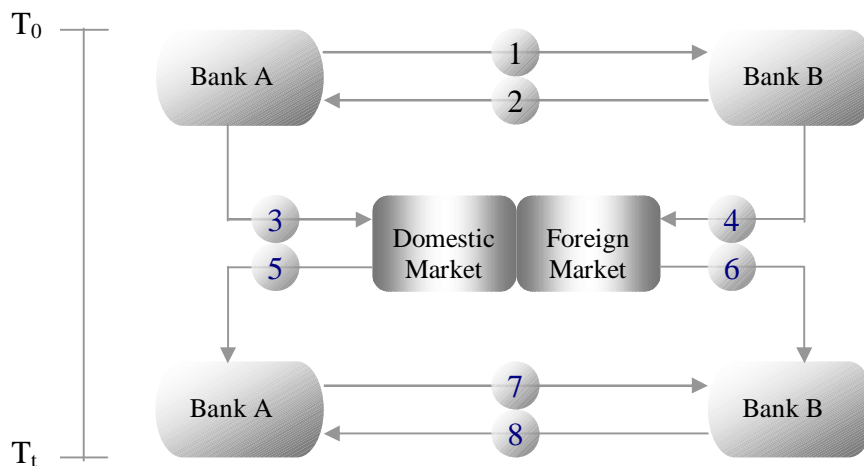 T0
Bank A
1
Bank B
2
3
Domestic
Market
Foreign
Market
4
5
6
Bank A
7
Bank B
8
Tt